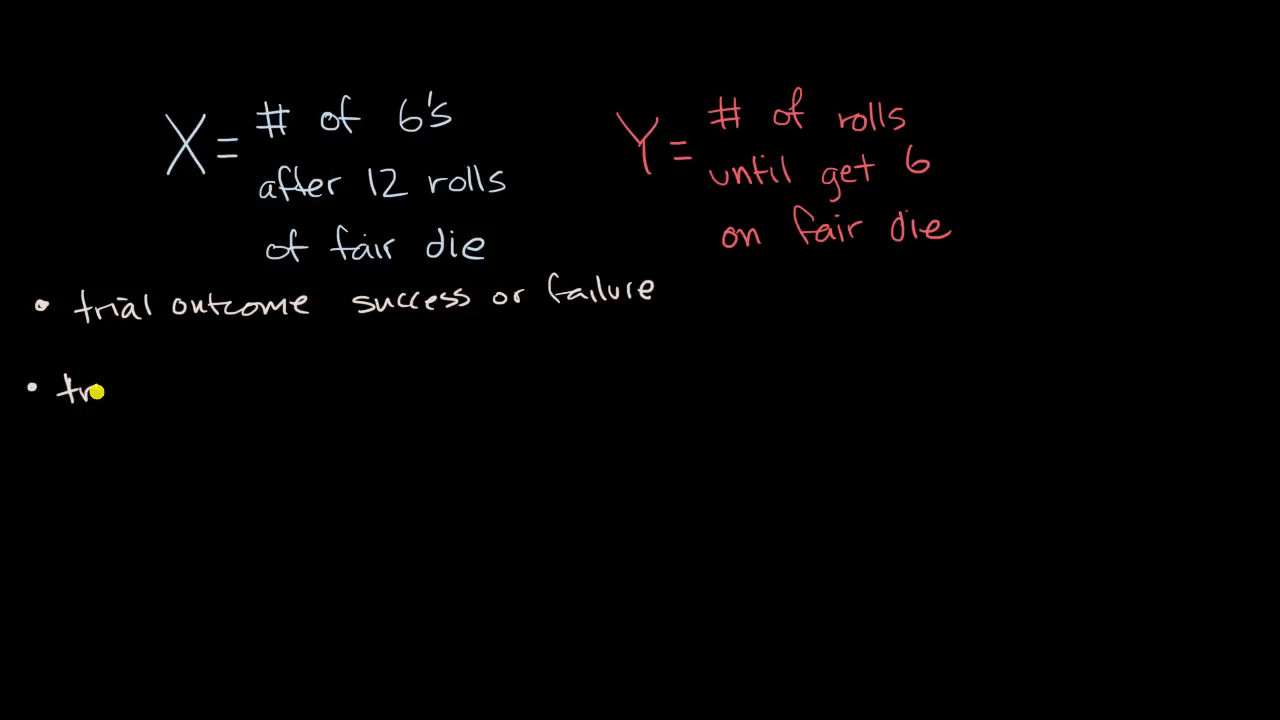 X = # of 6's
after 12 rolls
of fair die
Y = # of rolls
until get 6
on fair die
• trial outcome success or failure
• tr